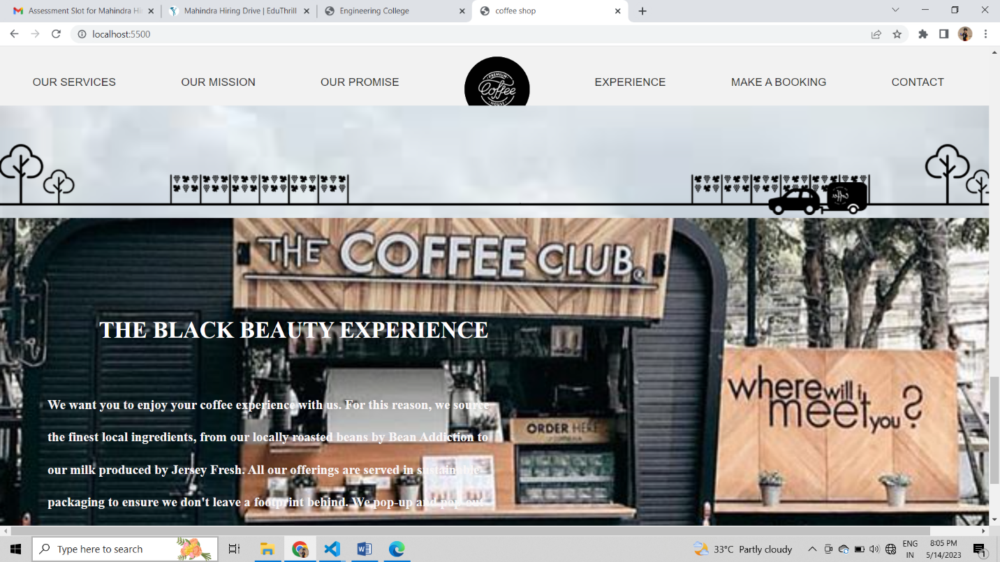 Assessment Slot for Mahindra Hi
Mahindra Hiring Drive | EduThrill
Engineering College
coffee shop
localhost:5500
OUR SERVICES
OUR MISSION
OUR PROMISE
PREMIUM
Coffee
HOUSE
EXPERIENCE
MAKE A BOOKING
CONTACT
THE COFFEE CLUB
THE BLACK BEAUTY EXPERIENCE
where will i
meet you?
We want you to enjoy your coffee experience with us. For this reason, we source
ORDER HERE
the finest local ingredients, from our locally roasted beans by Bean Addiction to
our milk produced by Jersey Fresh. All our offerings are served in sustainable
packaging to ensure we don't leave a footprint behind. We pop-up and pop-out
Type here to search
33°C Partly cloudy
ENG
IN
8:05 PM
5/14/2023
1